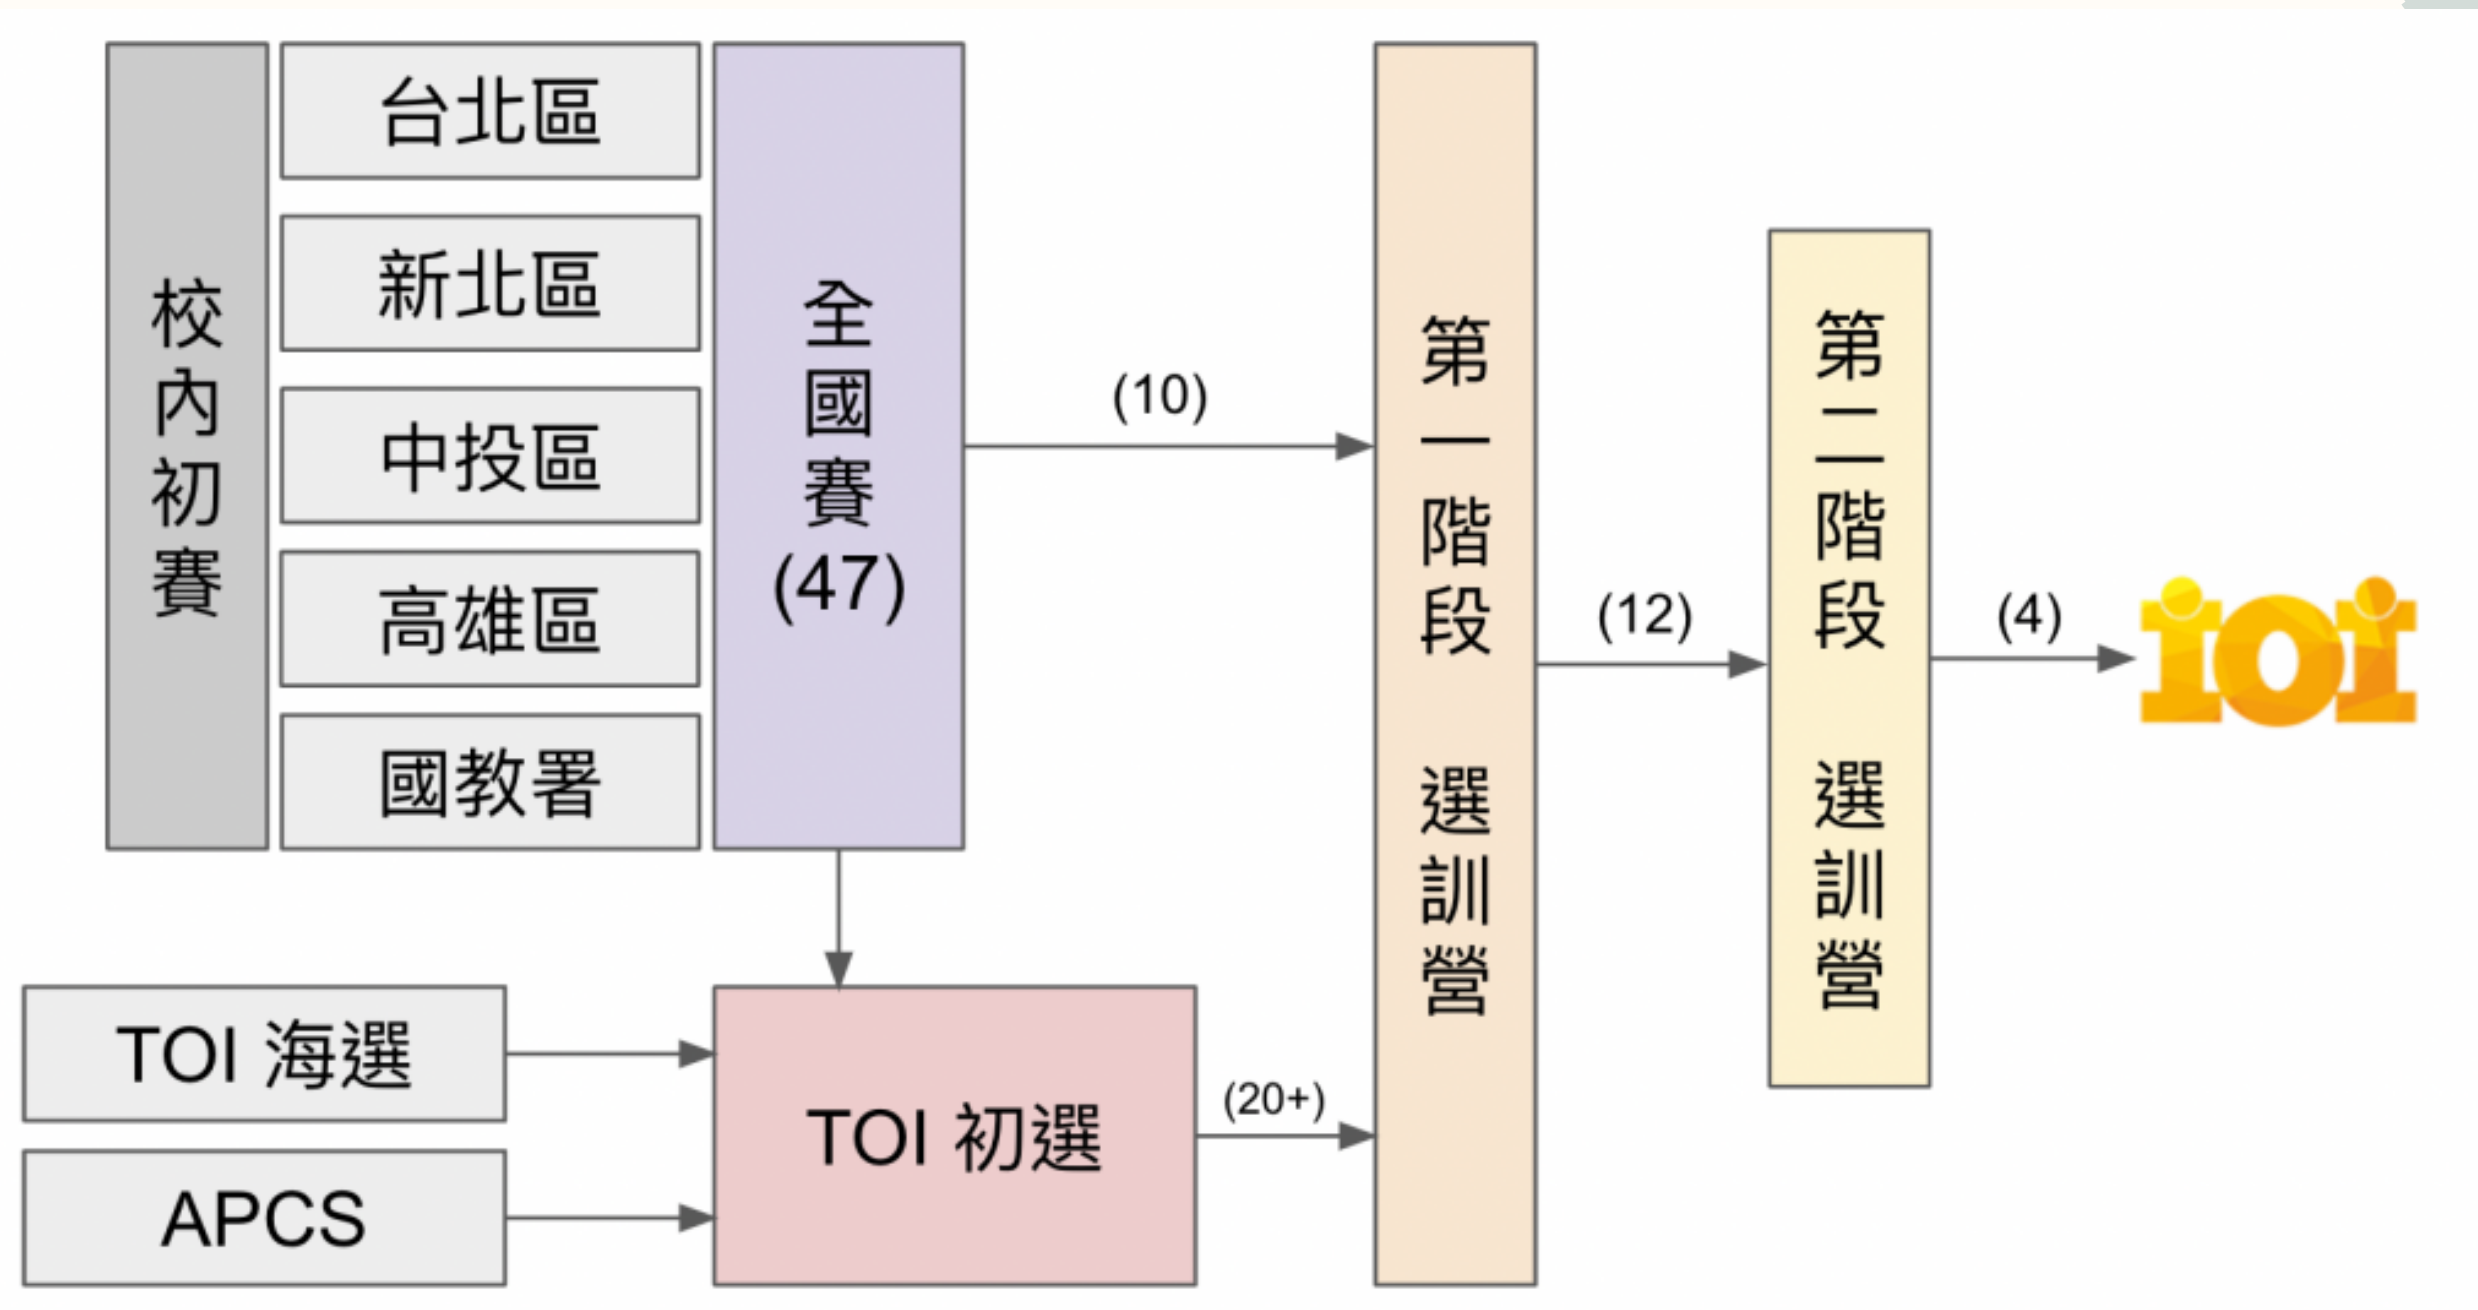 校內初賽
台北區
新北區
中投區
高雄區
國教署
全國賽
(47)
(10)
TOI 海選
APCS
TOI 初選
(20+)
第一階段 選訓營
(12)
第二階段 選訓營
(4)
ioi